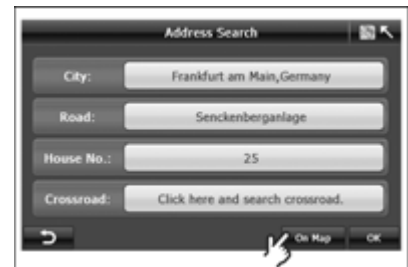 Address Search
City: Frankfurt am Main,Germany
Road: Senckenberganlage
House No.: 25
Crossroad: Click here and search crossroad.
On Map OK